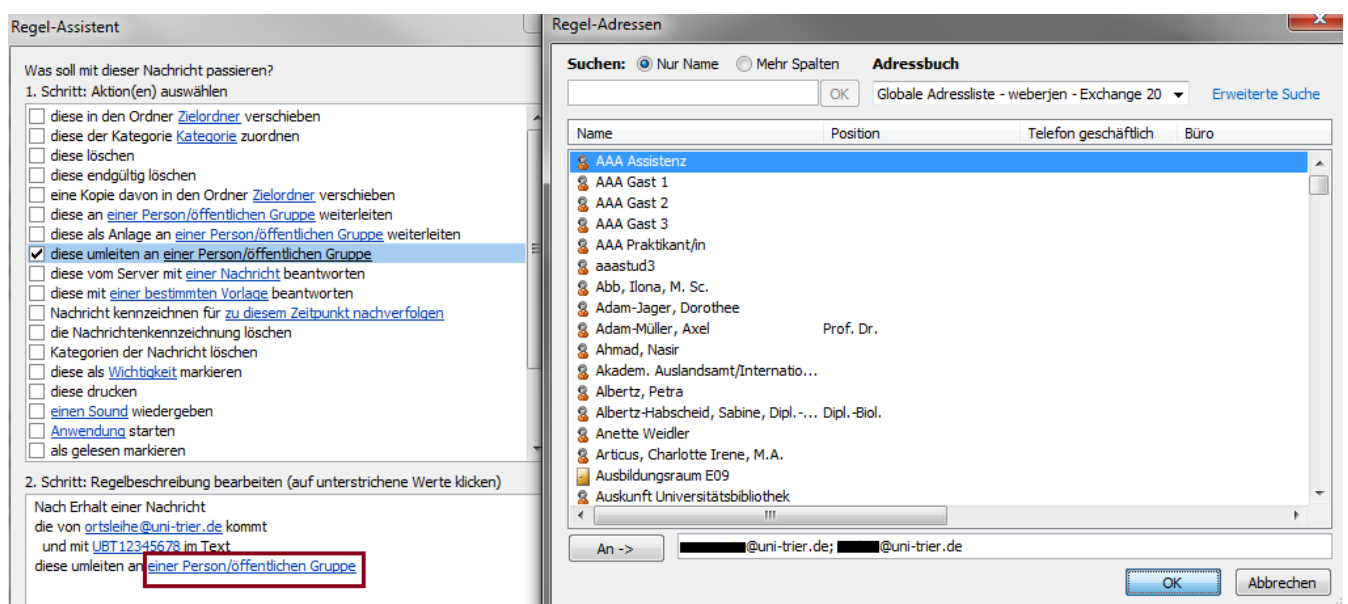 Regel-Assistent
Was soll mit dieser Nachricht passieren?
1. Schritt: Aktion(en) auswählen
diese in den Ordner Zielordner verschieben
diese der Kategorie Kategorie zuordnen
diese löschen
diese endgültig löschen
eine Kopie davon in den Ordner Zielordner verschieben
diese an einer Person/öffentlichen Gruppe weiterleiten
diese als Anlage an einer Person/öffentlichen Gruppe weiterleiten
diese umleiten an einer Person/öffentlichen Gruppe
diese vom Server mit einer Nachricht beantworten
diese mit einer bestimmten Vorlage beantworten
Nachricht kennzeichnen für zu diesem Zeitpunkt nachverfolgen
die Nachrichtenkennzeichnung löschen
Kategorien der Nachricht löschen
diese als Wichtigkeit markieren
diese drucken
einen Sound wiedergeben
Anwendung starten
als gelesen markieren
2. Schritt: Regelbeschreibung bearbeiten (auf unterstrichene Werte klicken)
Nach Erhalt einer Nachricht
die von ortsleihe@uni-trier.de kommt
und mit UBT12345678 im Text
diese umleiten an einer Person/öffentlichen Gruppe
Regel-Adressen
Suchen: Nur Name Mehr Spalten Adressbuch
OK Globale Adressliste - weberjen - Exchange 20 Erweiterte Suche
Name Position Telefon geschäftlich Büro
AAA Assistenz
AAA Gast 1
AAA Gast 2
AAA Gast 3
AAA Praktikant/in
aaastud3
Abb, Ilona, M. Sc.
Adam-Jager, Dorothee
Adam-Müller, Axel Prof. Dr.
Ahmad, Nasir
Akadem. Auslandsamt/Internatio...
Albertz, Petra
Albertz-Habscheid, Sabine, Dipl.-... Dipl.-Biol.
Anette Weidler
Articus, Charlotte Irene, M.A.
Ausbildungsraum E09
Auskunft Universitätsbibliothek
An -> @uni-trier.de; @uni-trier.de
OK Abbrechen